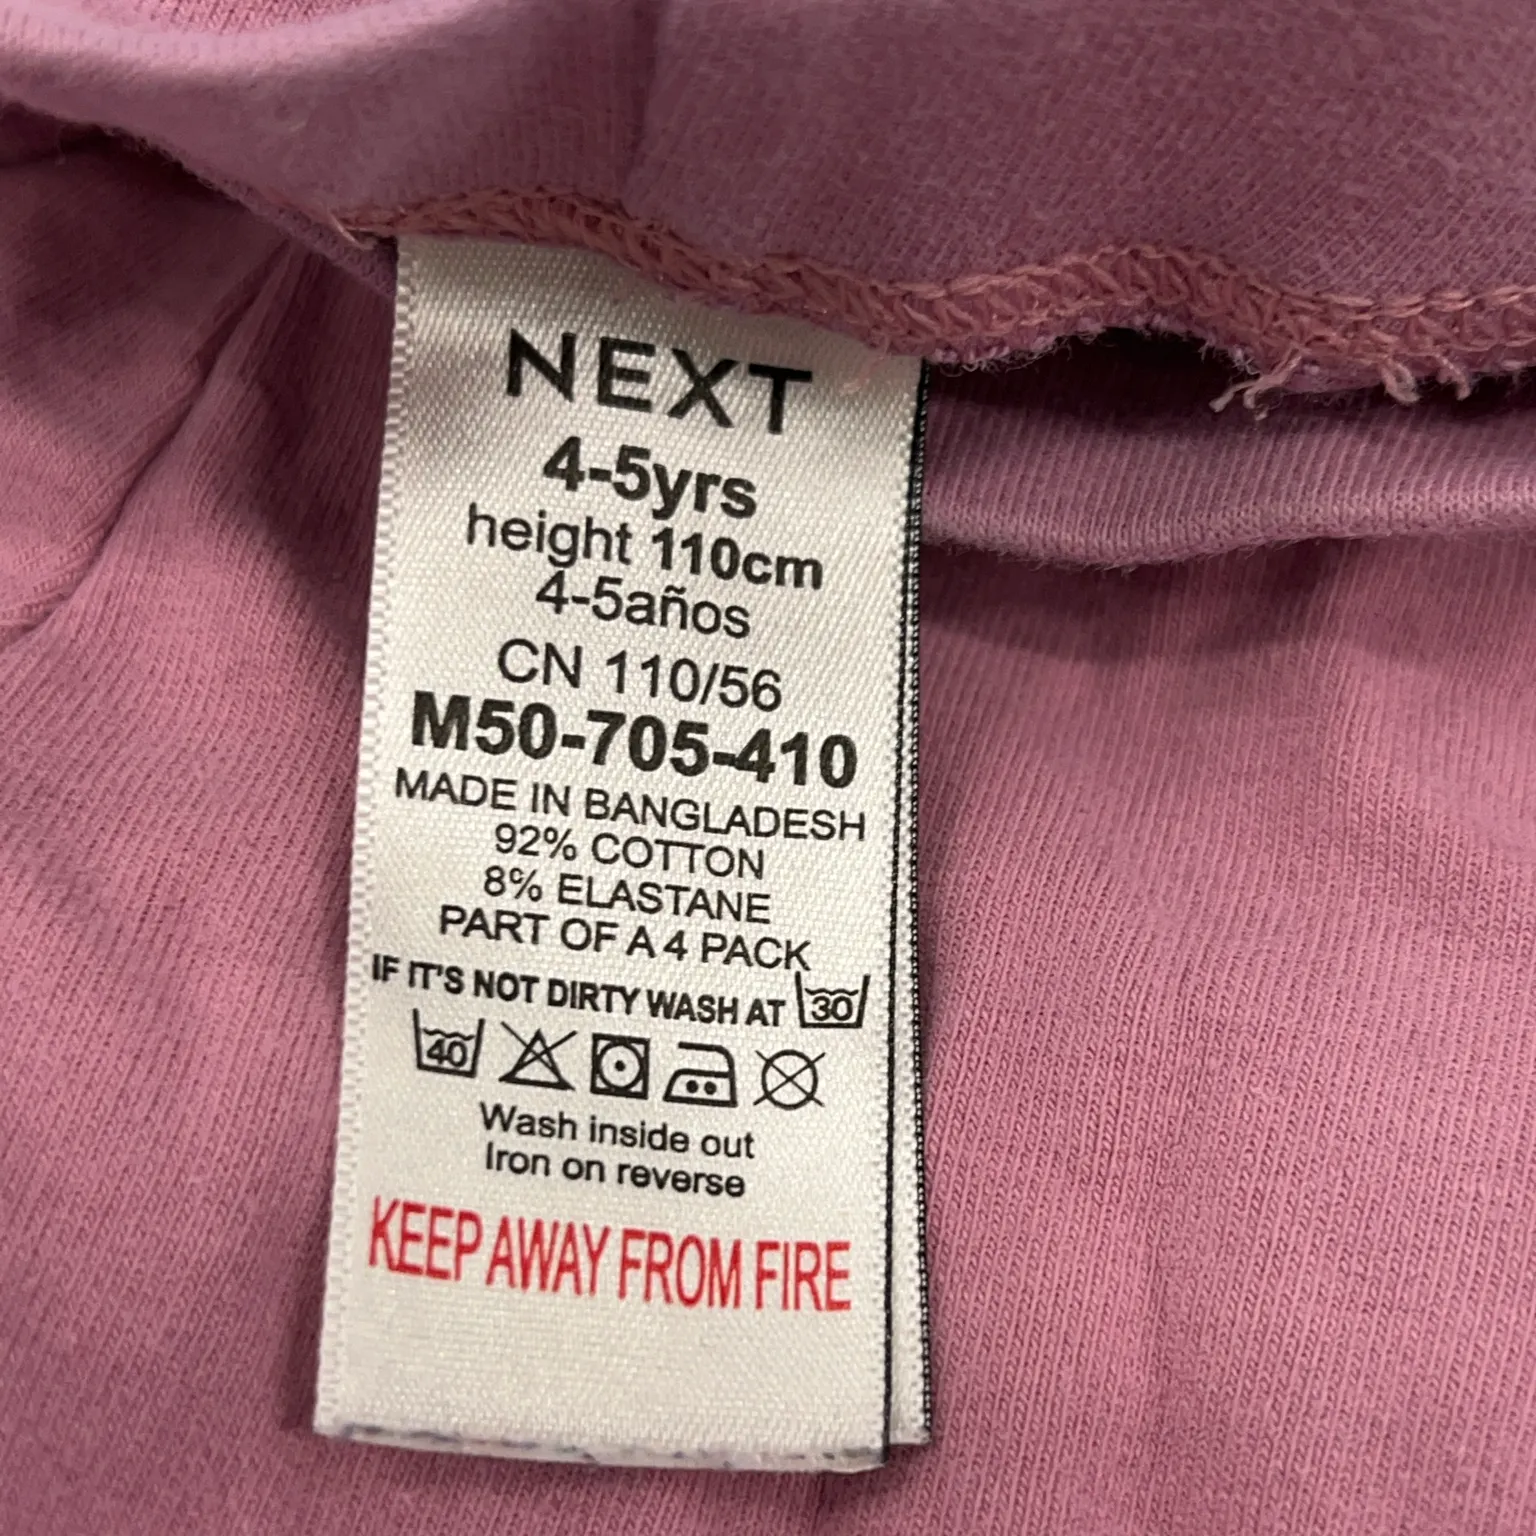 NEXT
4-5yrs
height 110cm
4-5años
CN 110/56
M50-705-410
MADE IN BANGLADESH
92% COTTON
8% ELASTANE
PART OF A 4 PACK
IF IT'S NOT DIRTY WASH AT 30
40
Wash inside out
Iron on reverse
KEEP AWAY FROM FIRE